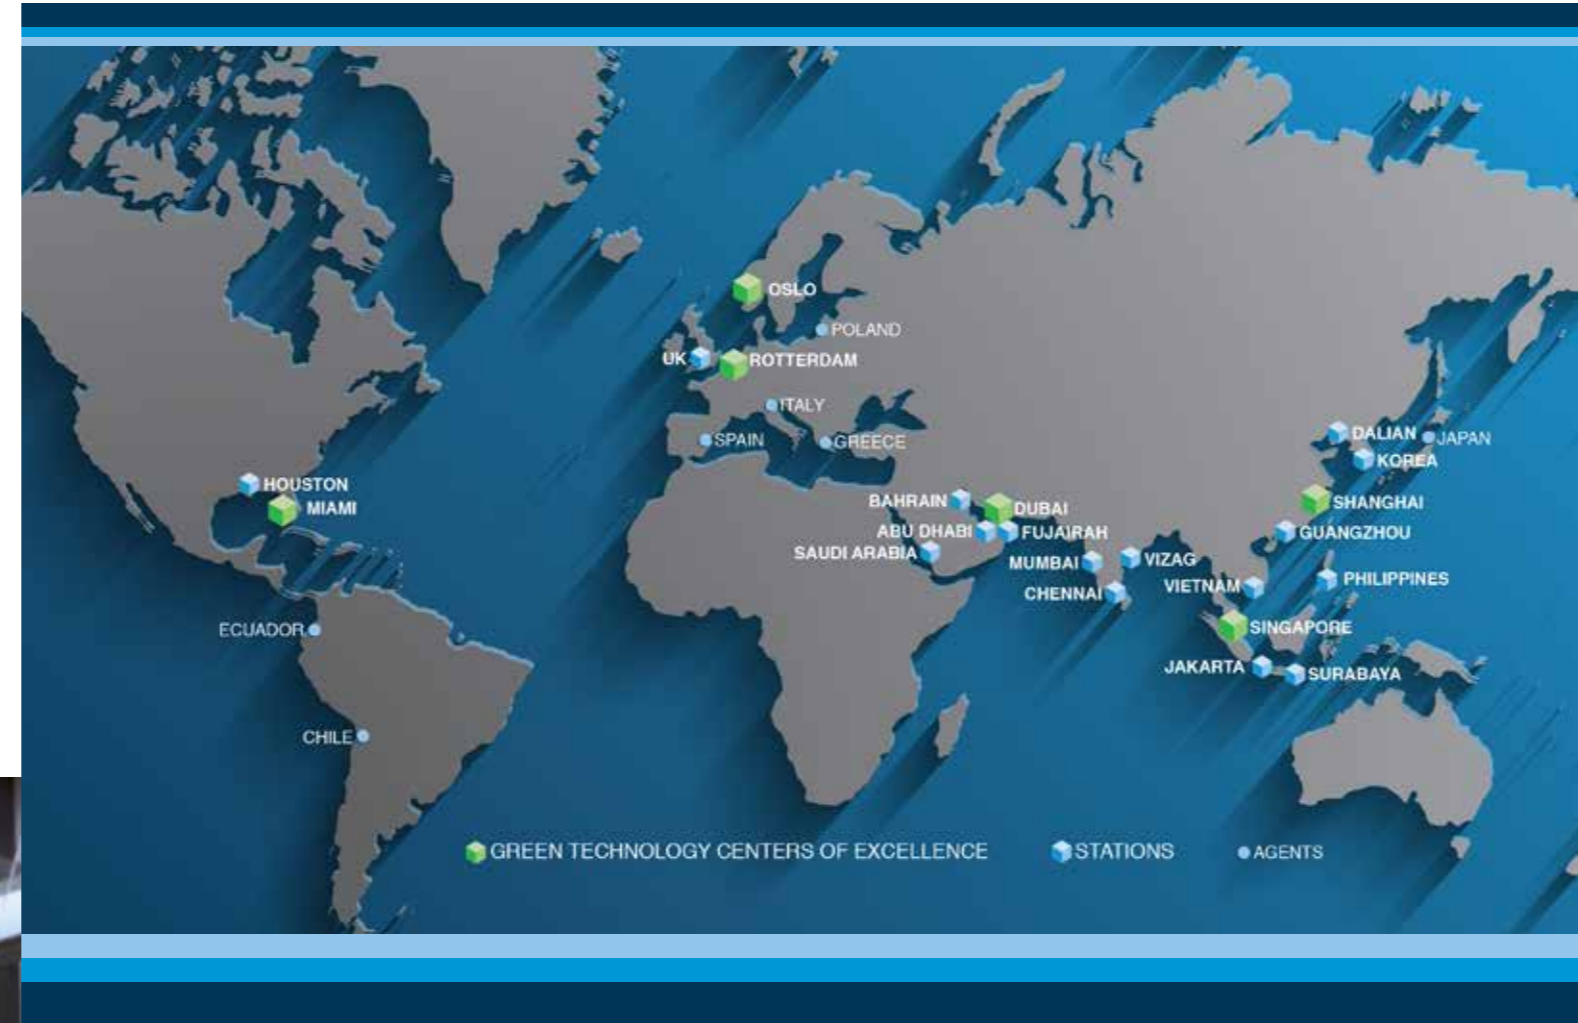 OSLO
POLAND
UK
ROTTERDAM
ITALY
SPAIN
GREECE
DALIAN
JAPAN
KOREA
HOUSTON
MIAMI
BAHRAIN
DUBAI
SHANGHAI
ABU DHABI
FUJAIRAH
GUANGZHOU
SAUDI ARABIA
MUMBAI
VIZAG
CHENNAI
VIETNAM
PHILIPPINES
ECUADOR
SINGAPORE
JAKARTA
SURABAYA
CHILE
GREEN TECHNOLOGY CENTERS OF EXCELLENCE
STATIONS
AGENTS